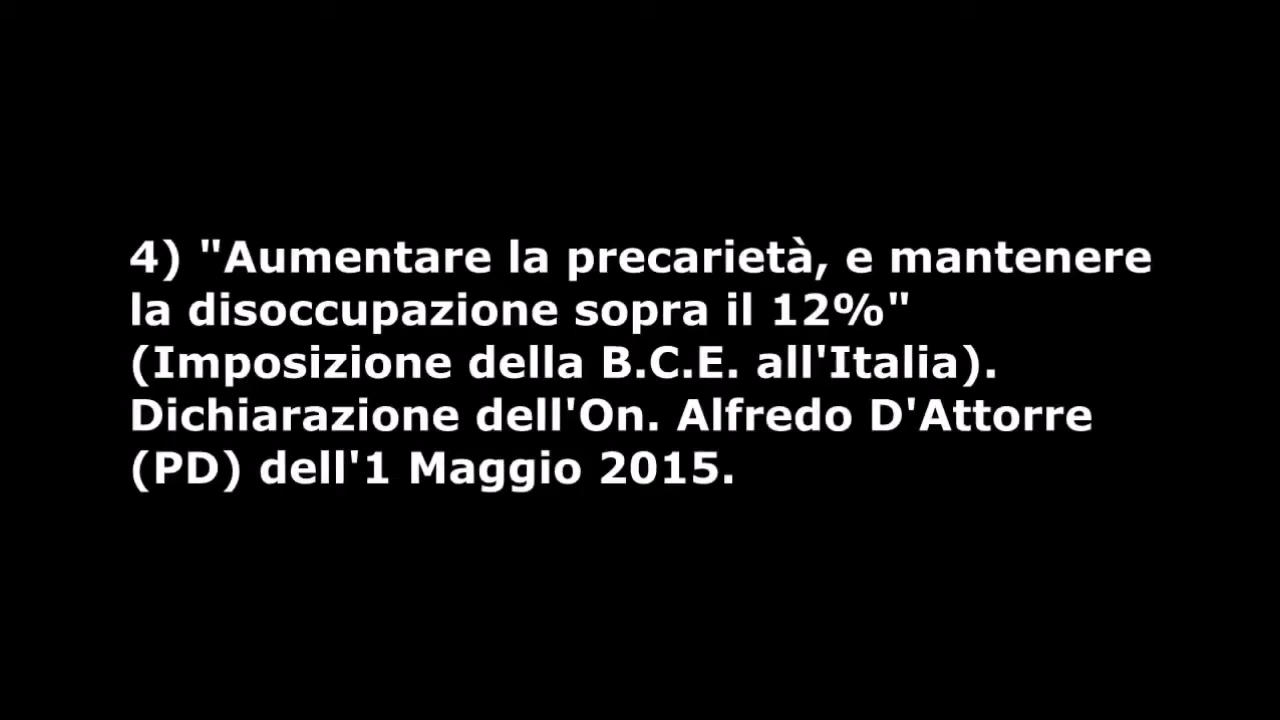 4) "Aumentare la precarietà, e mantenere
la disoccupazione sopra il 12%"
(Imposizione della B.C.E. all'Italia).
Dichiarazione dell'On. Alfredo D'Attorre
(PD) dell'1 Maggio 2015.